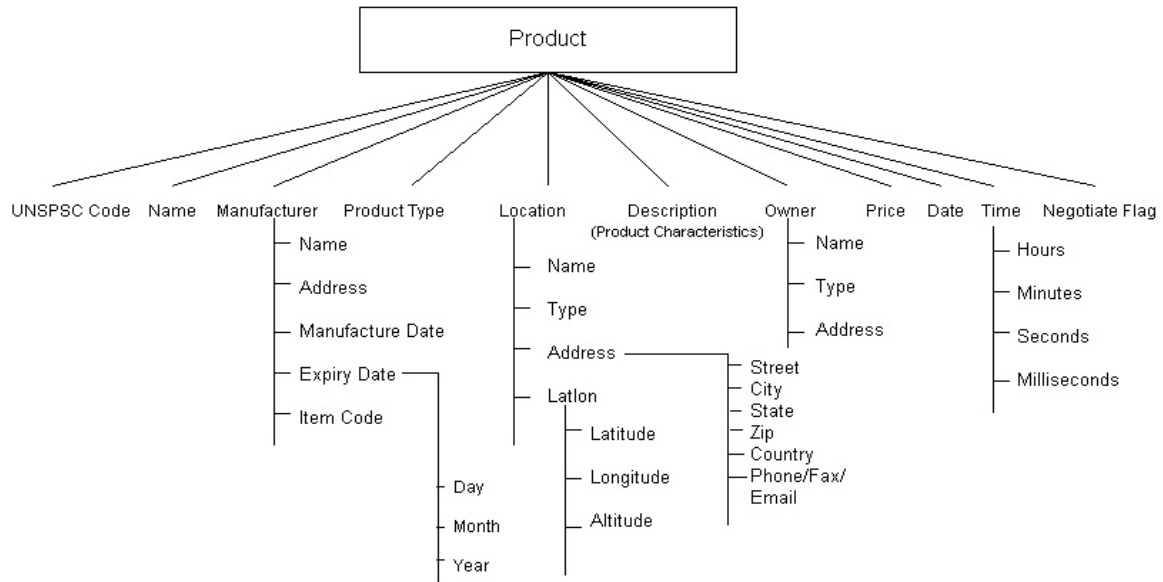 Product
UNSPSC Code Name Manufacturer Product Type Location Description Owner Price Date Time Negotiate Flag
(Product Characteristics)
Name
Address
Manufacture Date
Expiry Date
Item Code
Day
Month
Year
Name
Type
Address
Latlon
Latitude
Longitude
Altitude
Street
City
State
Zip
Country
Phone/Fax/
Email
Name
Type
Address
Hours
Minutes
Seconds
Milliseconds